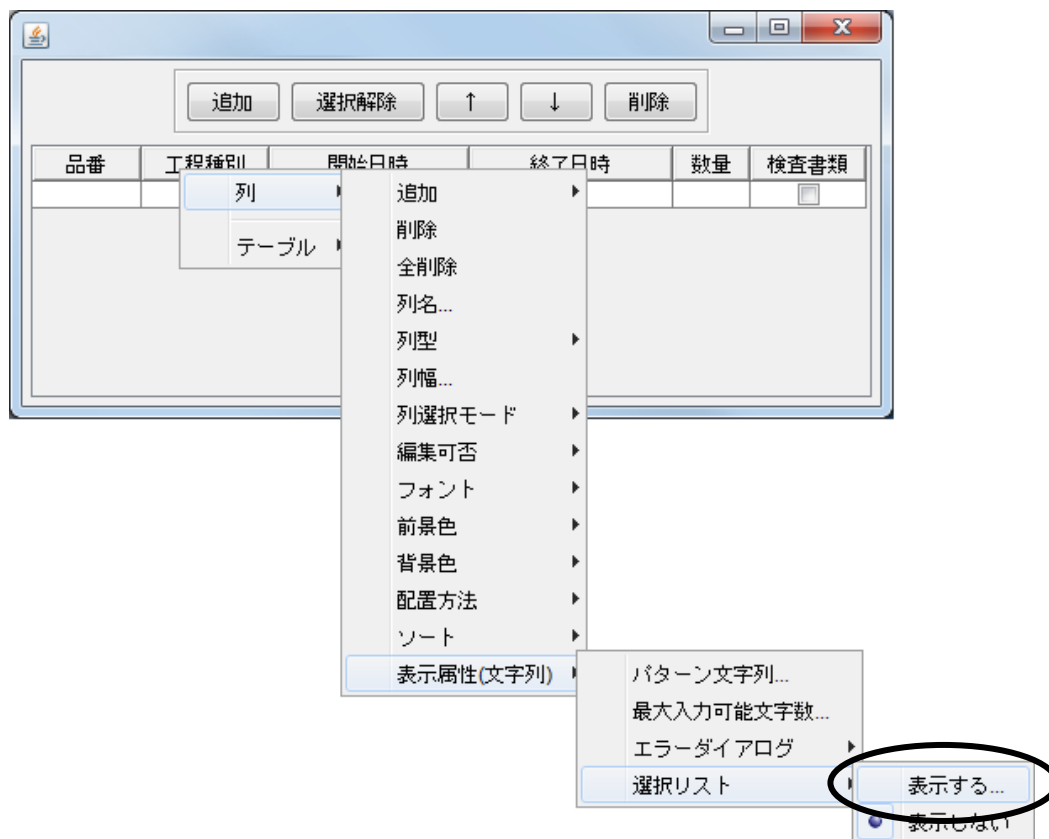 追加 選択解除 ↑ ↓ 削除
品番 工程種別 開始日時 終了日時 数量 検査書類
列
テーブル
追加
削除
全削除
列名...
列型
列幅...
列選択モード
編集可否
フォント
前景色
背景色
配置方法
ソート
表示属性(文字列)
パターン文字列...
最大入力可能文字数...
エラーダイアログ
選択リスト
表示する...
表示しない